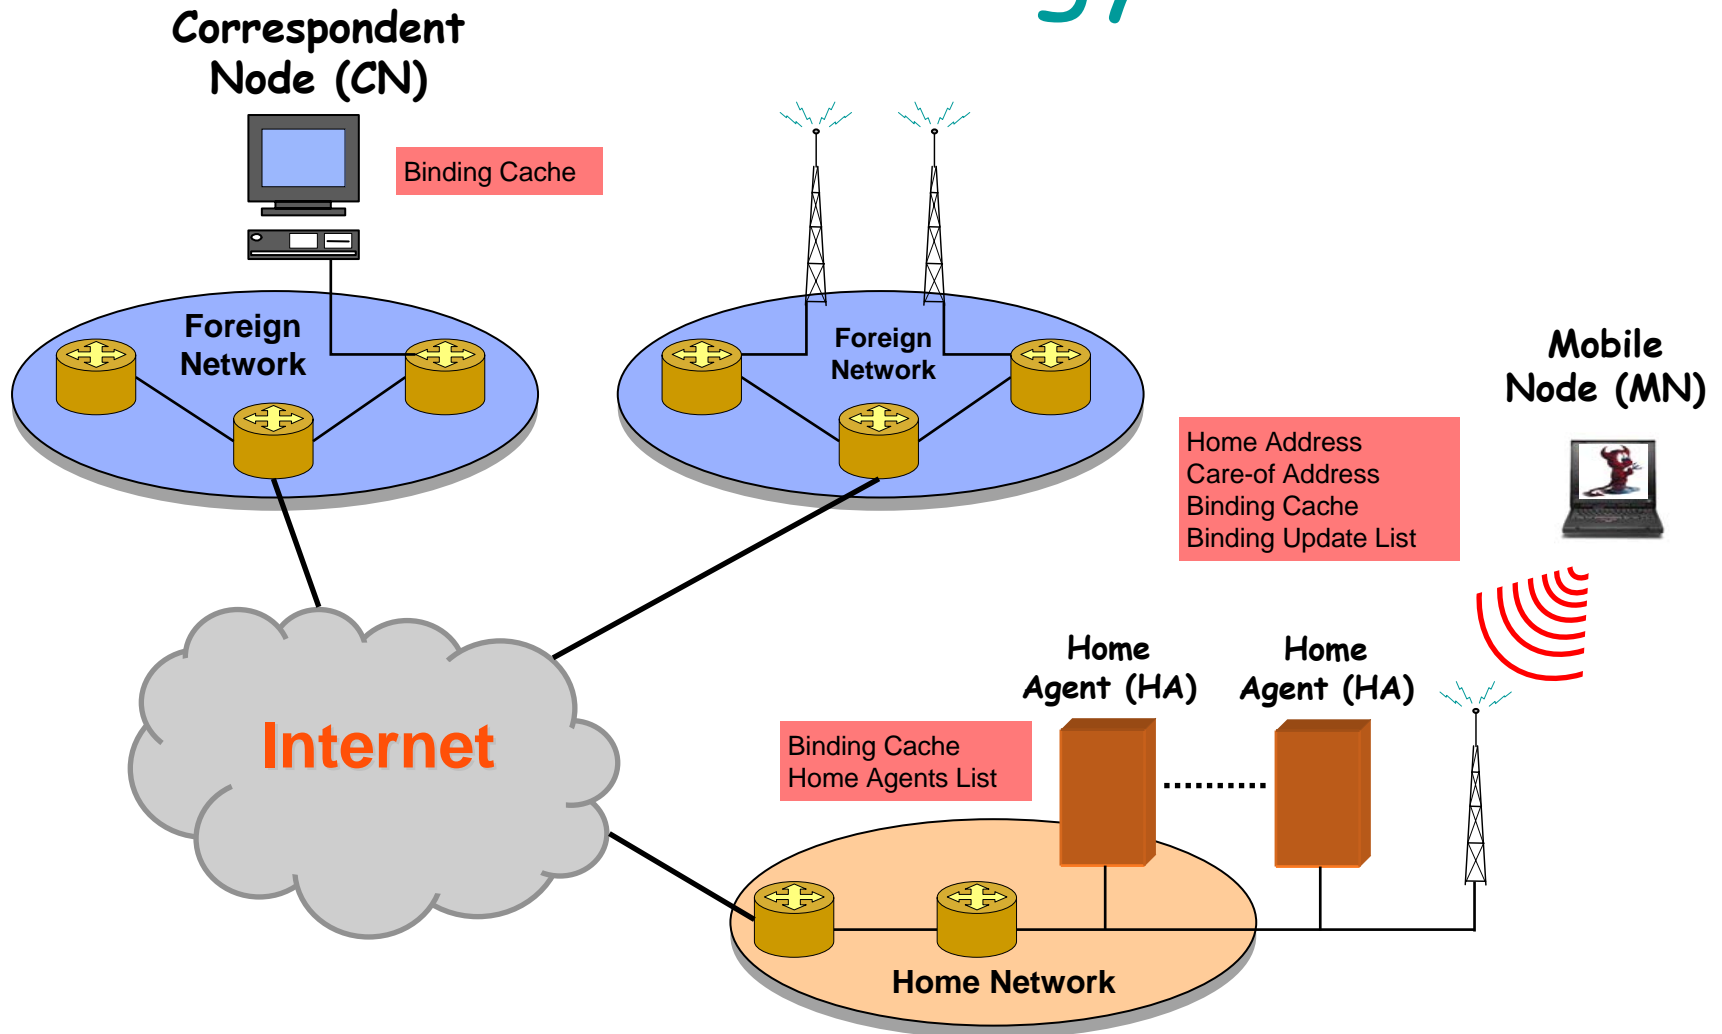 Correspondent
Node (CN)
Binding Cache
Foreign
Network
Foreign
Network
Mobile
Node (MN)
Home Address
Care-of Address
Binding Cache
Binding Update List
Home
Agent (HA)
Home
Agent (HA)
Internet
Binding Cache
Home Agents List
Home Network